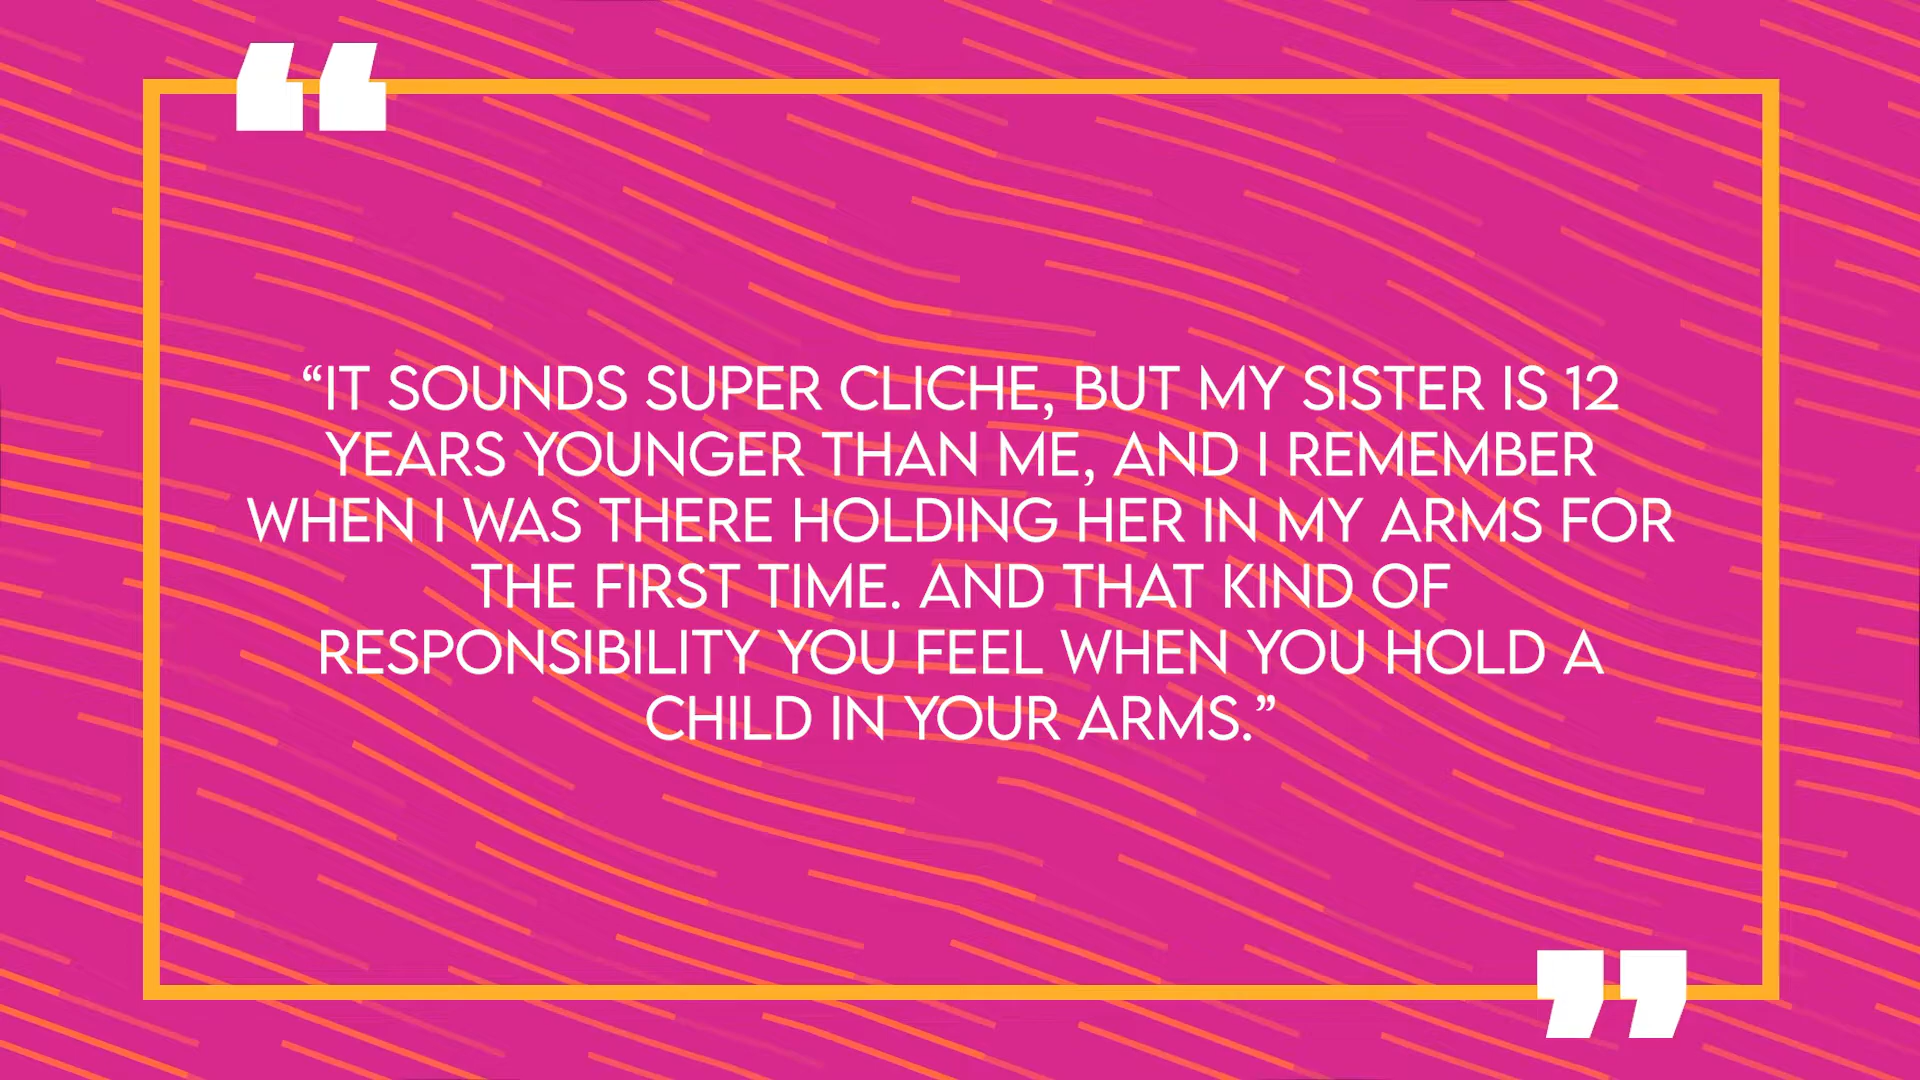 “IT SOUNDS SUPER CLICHE, BUT MY SISTER IS 12
YEARS YOUNGER THAN ME, AND I REMEMBER
WHEN I WAS THERE HOLDING HER IN MY ARMS FOR
THE FIRST TIME. AND THAT KIND OF
RESPONSIBILITY YOU FEEL WHEN YOU HOLD A
CHILD IN YOUR ARMS.”